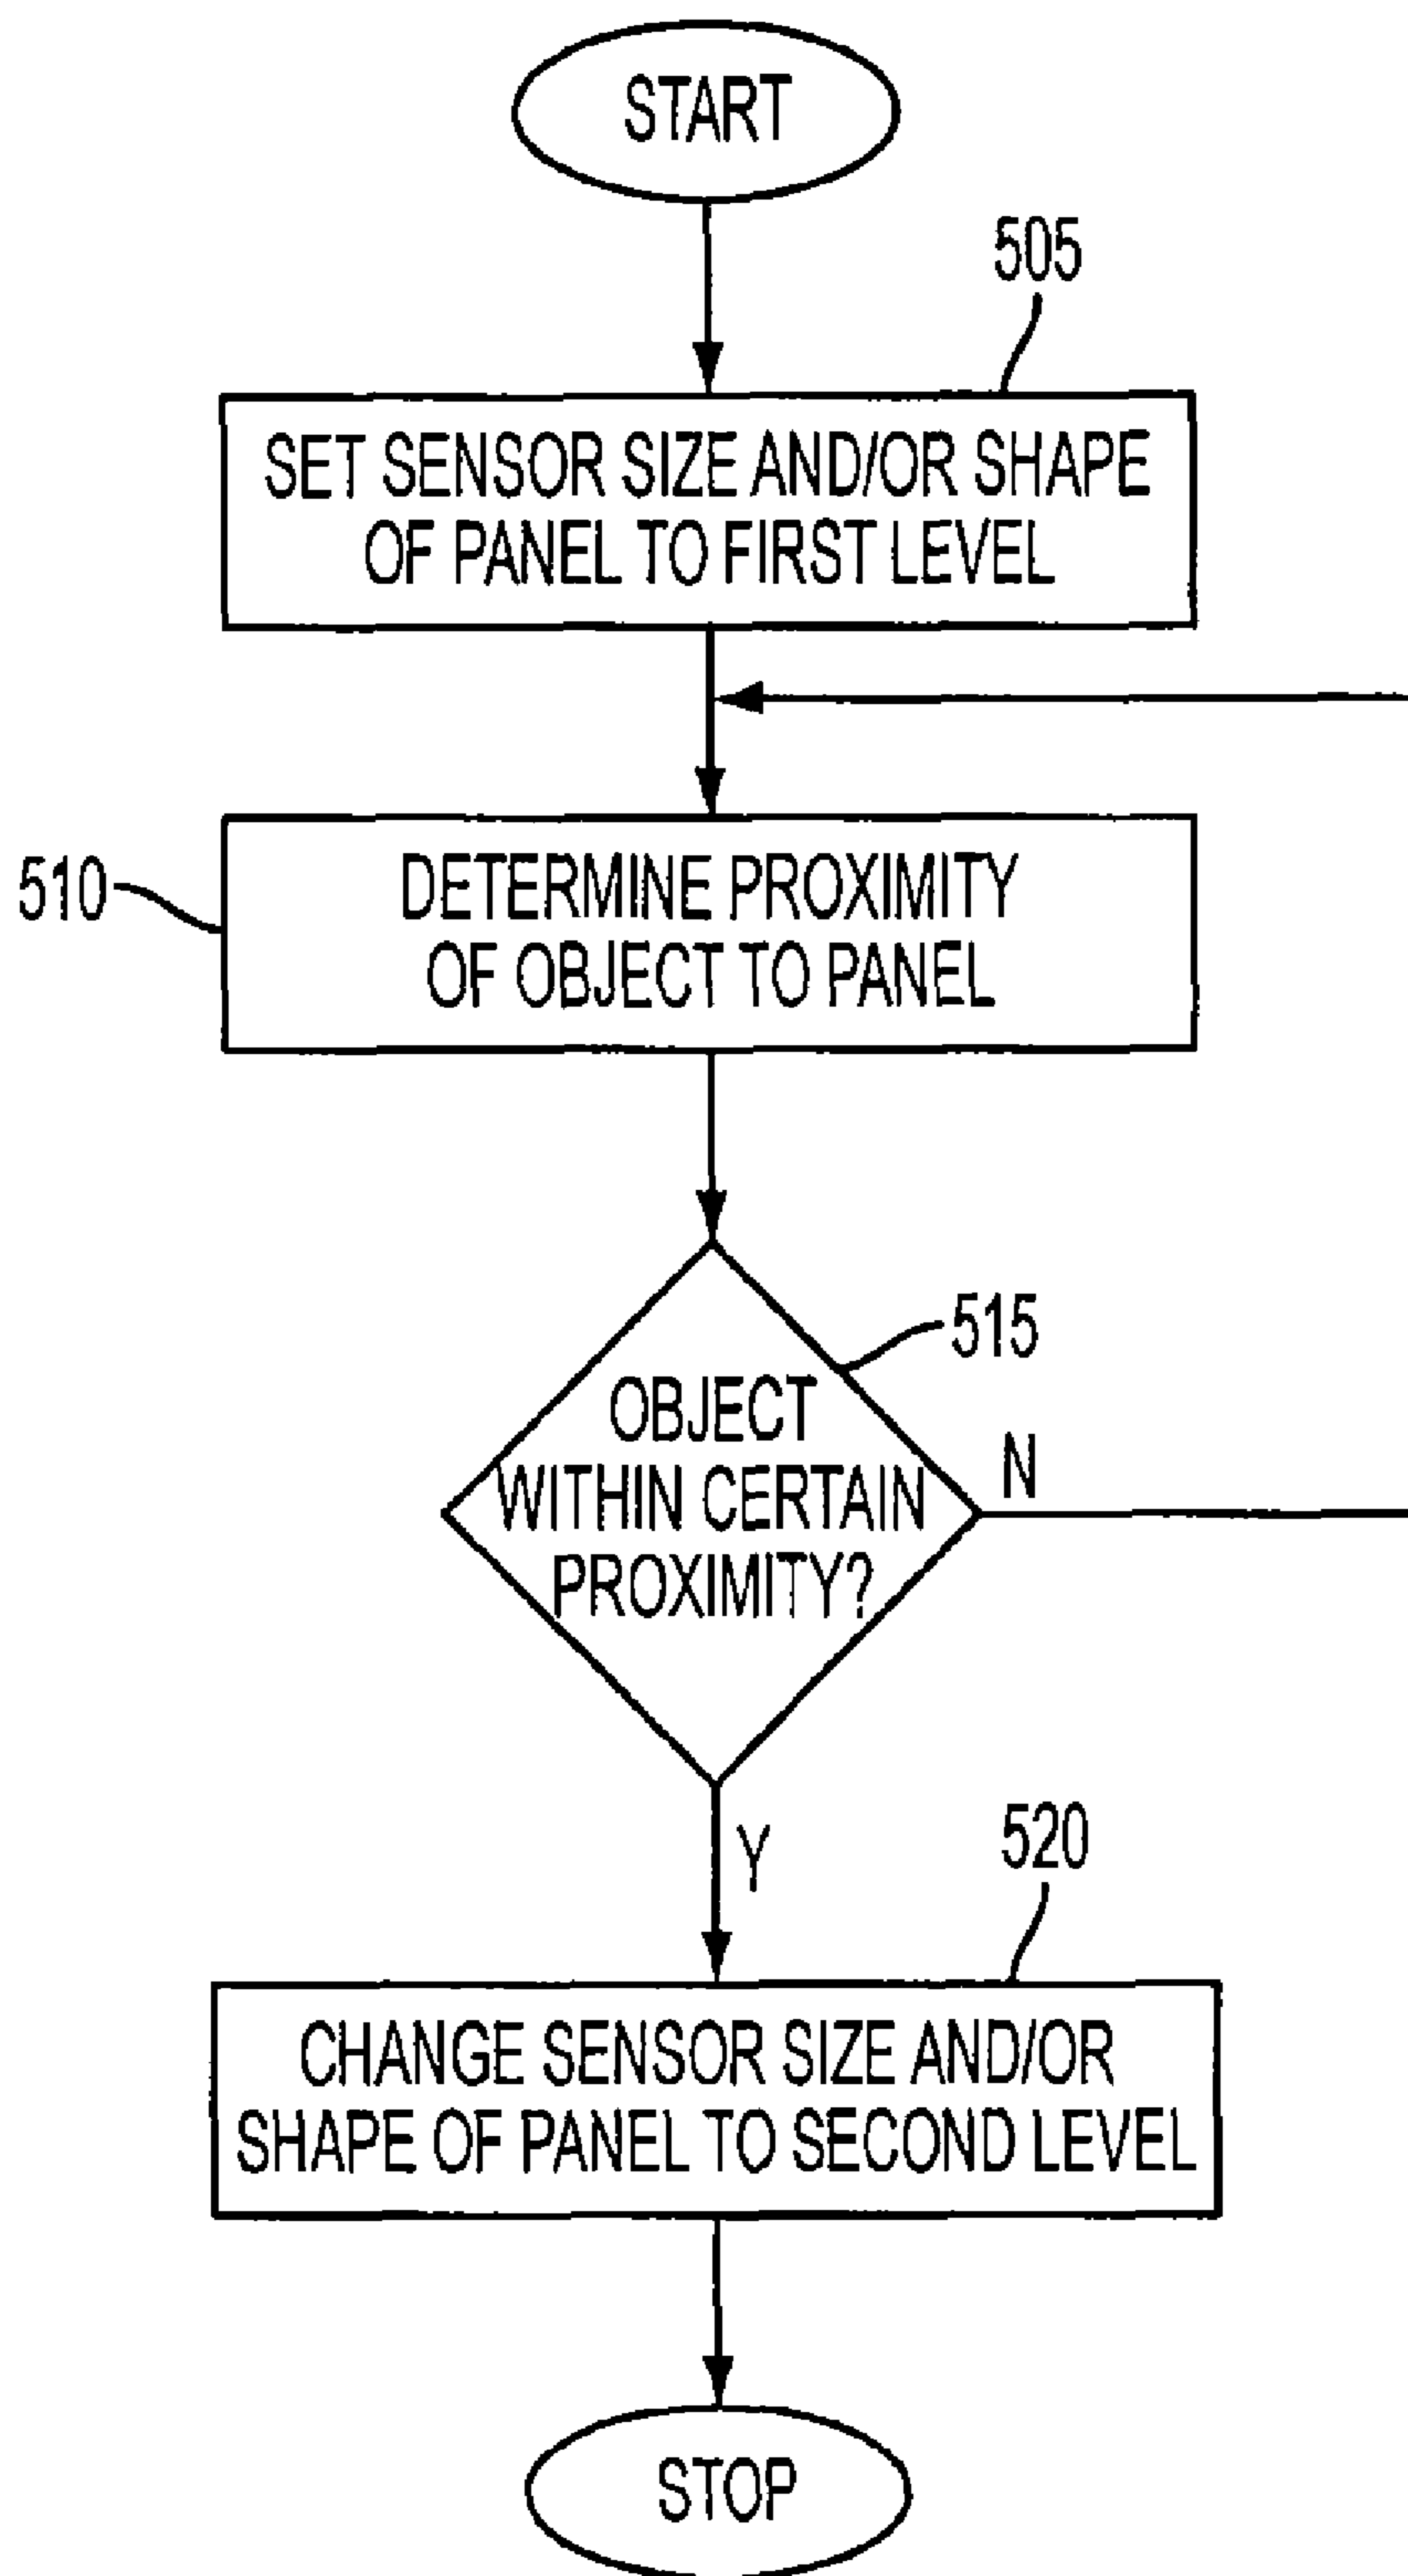 START
505
SET SENSOR SIZE AND/OR SHAPE
OF PANEL TO FIRST LEVEL
510
DETERMINE PROXIMITY
OF OBJECT TO PANEL
515
OBJECT
WITHIN CERTAIN
PROXIMITY?
N
Y
520
CHANGE SENSOR SIZE AND/OR
SHAPE OF PANEL TO SECOND LEVEL
STOP